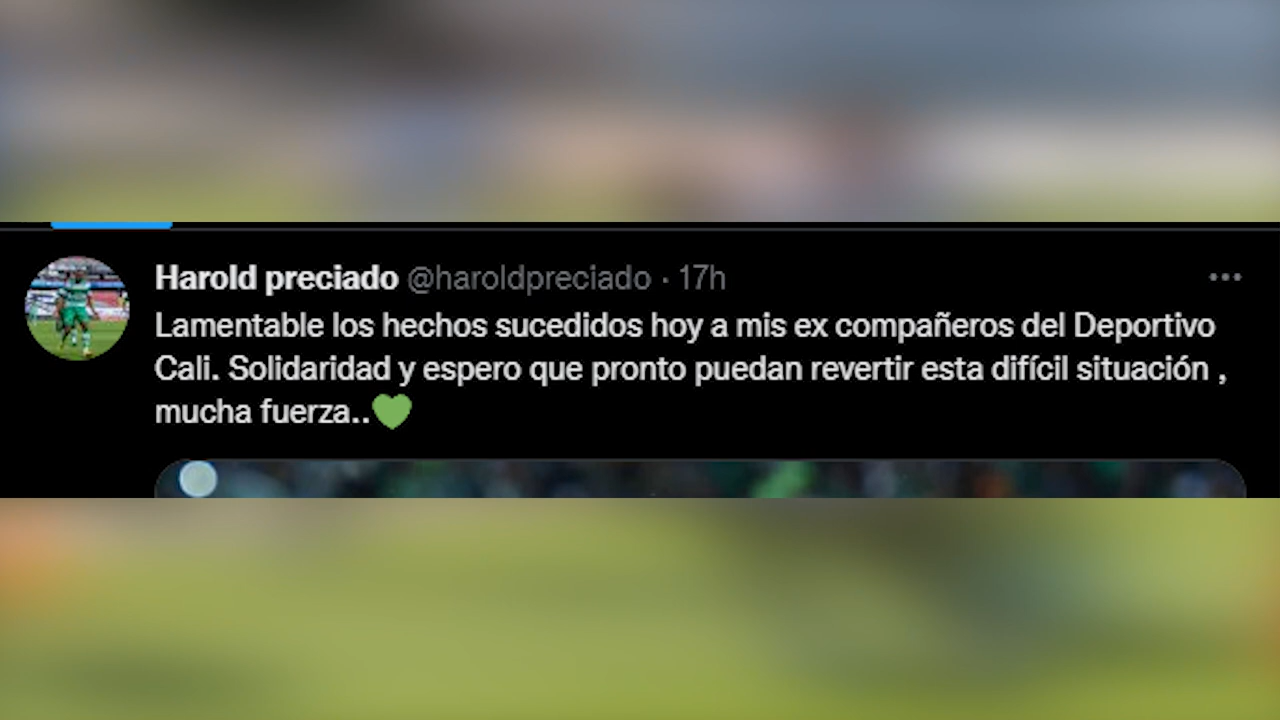 Harold preciado @haroldpreciado · 17h
Lamentable los hechos sucedidos hoy a mis ex compañeros del Deportivo
Cali. Solidaridad y espero que pronto puedan revertir esta difícil situación ,
mucha fuerza..💚